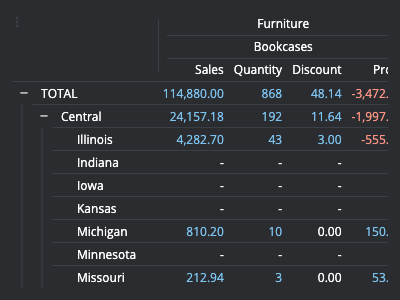 Furniture
Bookcases
Sales Quantity Discount
TOTAL 114,880.00 868 48.14 -3,472.
Central 24,157.18 192 11.64 -1,997.
Illinois 4,282.70 43 3.00 -555.
Indiana - - -
Iowa - - -
Kansas - - -
Michigan 810.20 10 0.00 150.
Minnesota - - -
Missouri 212.94 3 0.00 53.